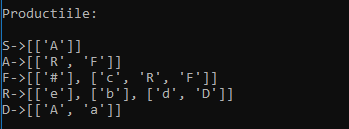 Productiile:
S->[['A']]
A->[['R', 'F']]
F->[['#'], ['c', 'R', 'F']]
R->[['e'], ['b'], ['d', 'D']]
D->[['A', 'a']]